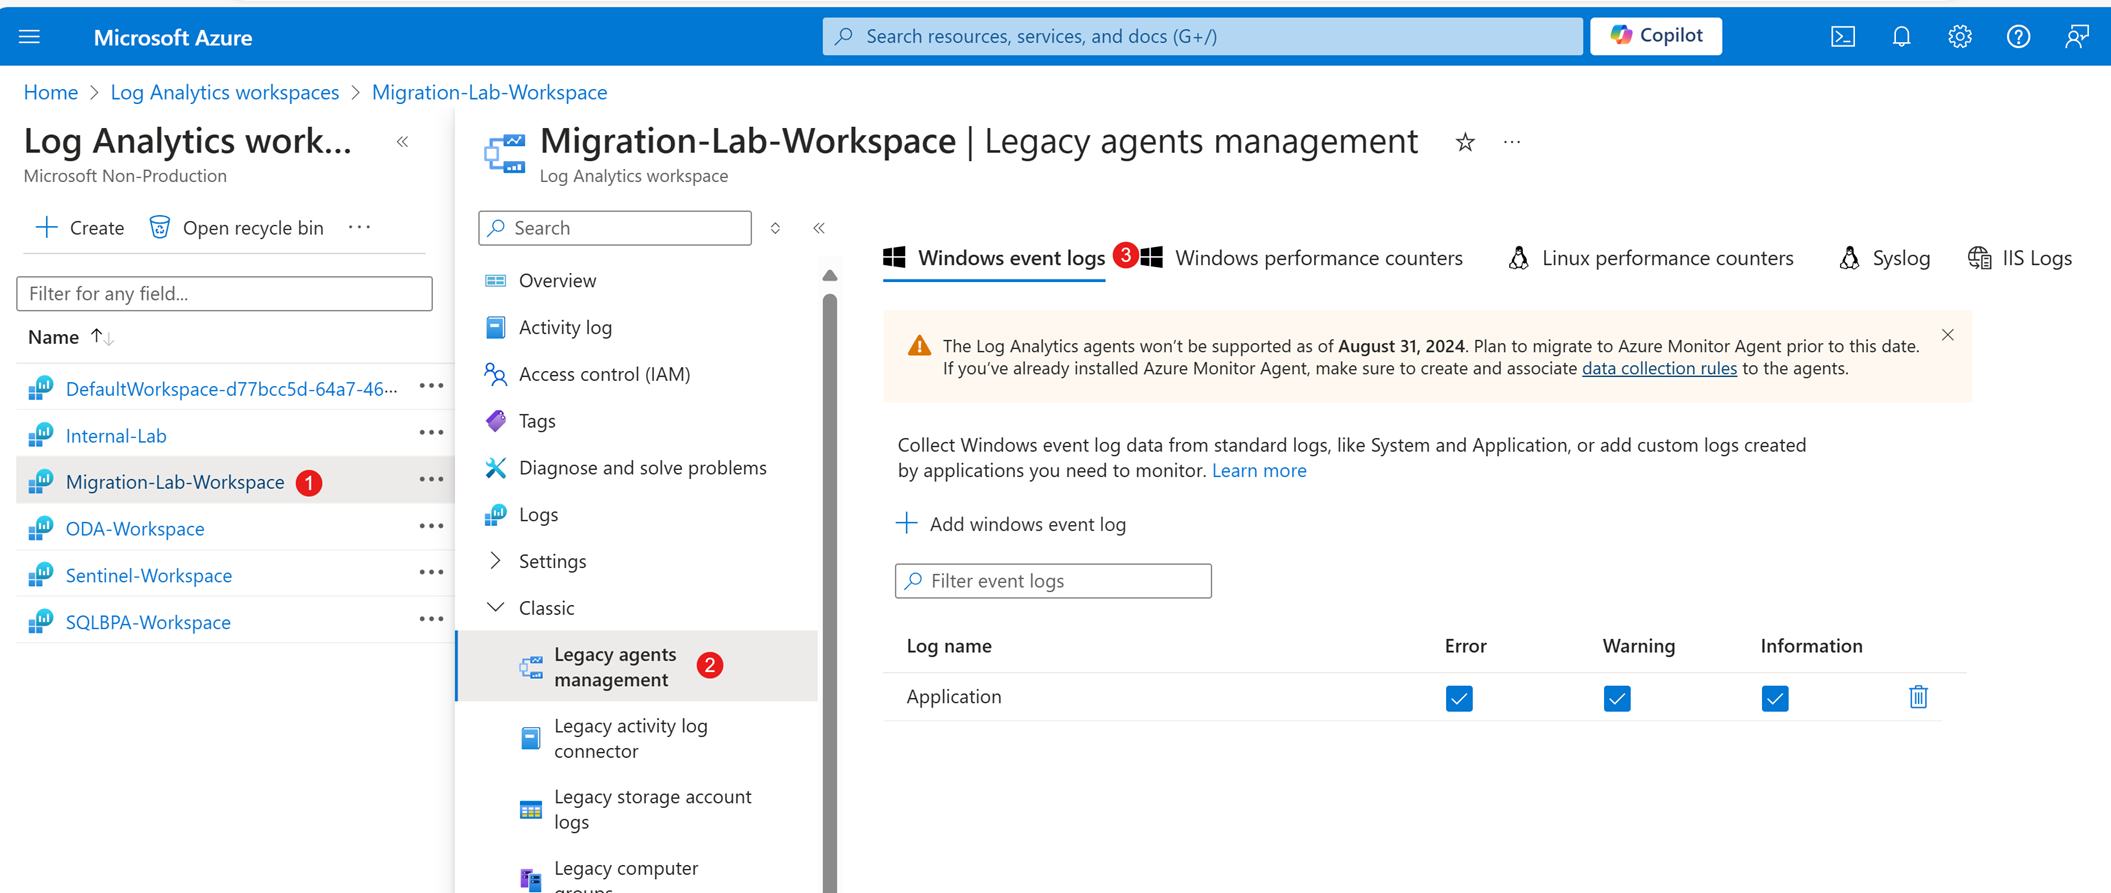 Microsoft Azure
Search resources, services, and docs (G+/)
Copilot
Home > Log Analytics workspaces > Migration-Lab-Workspace
Log Analytics work...
Microsoft Non-Production
Create
Open recycle bin
Filter for any field...
Name
DefaultWorkspace-d77bcc5d-64a7-46...
Internal-Lab
Migration-Lab-Workspace 1
ODA-Workspace
Sentinel-Workspace
SQLBPA-Workspace
Migration-Lab-Workspace | Legacy agents management
Log Analytics workspace
Search
Overview
Activity log
Access control (IAM)
Tags
Diagnose and solve problems
Logs
Settings
Classic
Legacy agents
management
2
Legacy activity log
connector
Legacy storage account
logs
Legacy computer
groups
Windows event logs 3 Windows performance counters Linux performance counters Syslog IIS Logs
The Log Analytics agents won't be supported as of August 31, 2024. Plan to migrate to Azure Monitor Agent prior to this date.
If you've already installed Azure Monitor Agent, make sure to create and associate data collection rules to the agents.
Collect Windows event log data from standard logs, like System and Application, or add custom logs created
by applications you need to monitor. Learn more
Add windows event log
Filter event logs
Log name Error Warning Information
Application